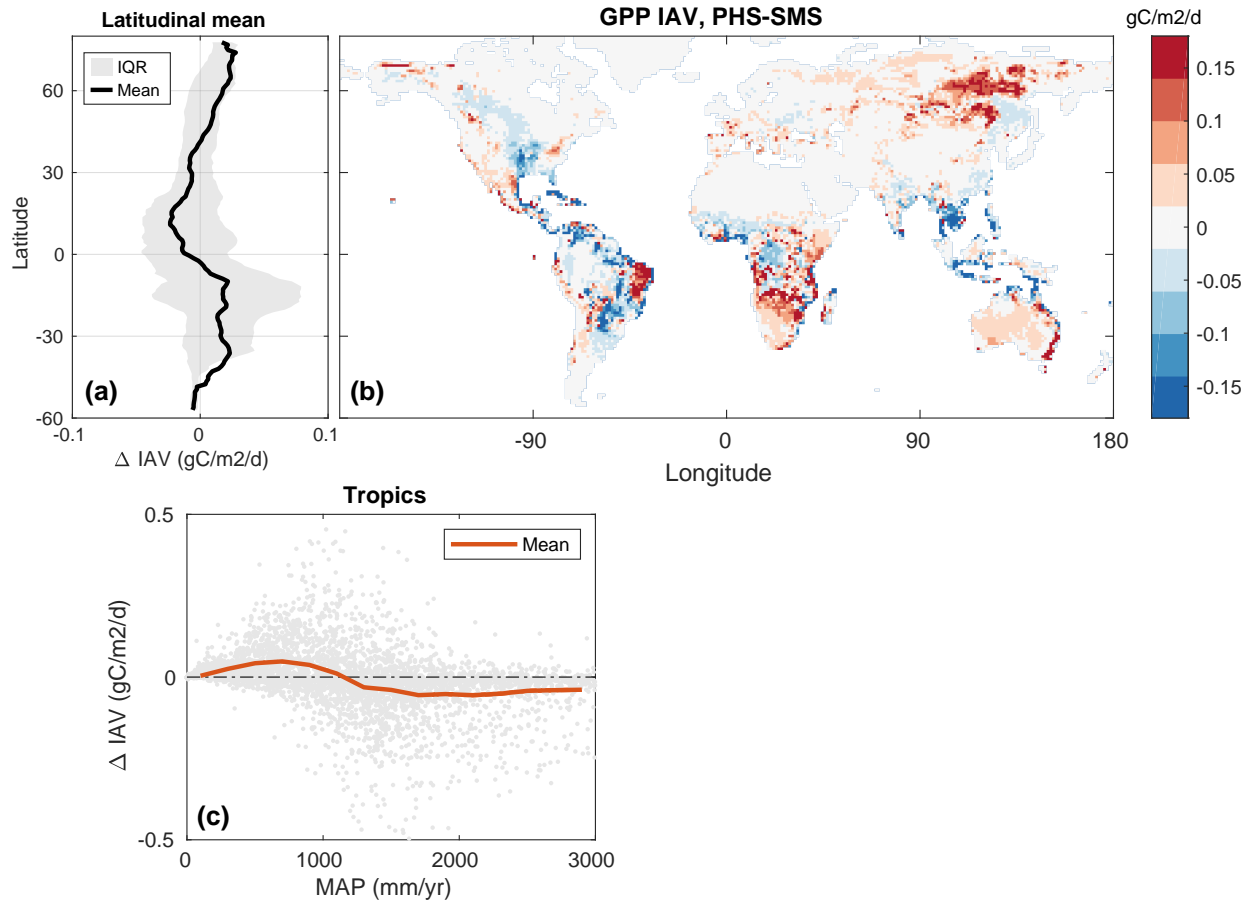 Latitudinal mean
IQR
Mean
Latitude
60
30
0
-30
-60
-0.1
0
0.1
Δ IAV (gC/m2/d)
(a)
GPP IAV, PHS-SMS
(b)
-90
0
90
180
Longitude
gC/m2/d
0.15
0.1
0.05
0
-0.05
-0.1
-0.15
Tropics
Mean
0.5
0
-0.5
Δ IAV (gC/m2/d)
(c)
0
1000
2000
3000
MAP (mm/yr)